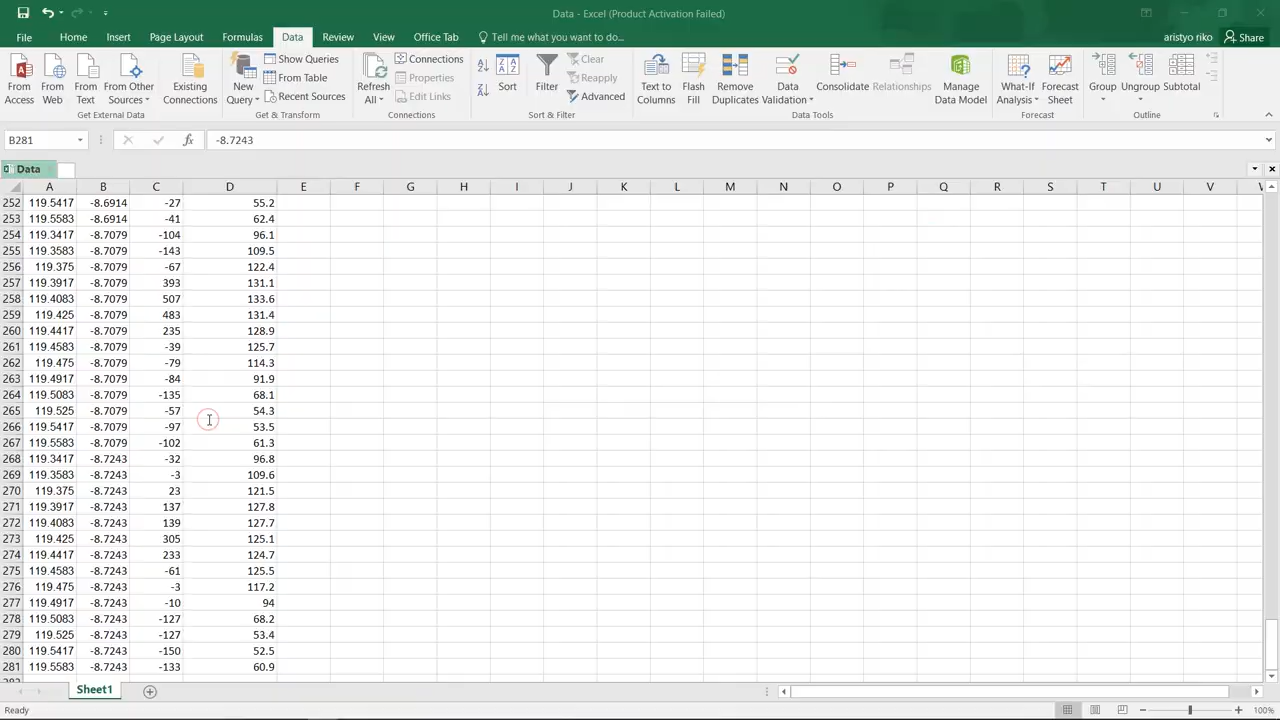 Data - Excel (Product Activation Failed)
File Home Insert Page Layout Formulas Data Review View Office Tab Tell me what you want to do... aristyo riko Share
From Access
From Web
From Text
From Other Sources
Existing Connections
New Query
Show Queries
From Table
Recent Sources
Refresh All
Connections
Properties
Edit Links
Sort
Filter
Clear
Reapply
Advanced
Text to Columns
Flash Fill
Remove Duplicates
Data Validation
Consolidate
Relationships
Manage Data Model
What-If Analysis
Forecast Sheet
Group
Ungroup
Subtotal
Get External Data
Get & Transform
Connections
Sort & Filter
Data Tools
Forecast
Outline
B281 fx -8.7243
Data
A B C D E F G H I J K L M N O P Q R S T U V
252 119.5417 -8.6914 -27 55.2
253 119.5583 -8.6914 -41 62.4
254 119.3417 -8.7079 -104 96.1
255 119.3583 -8.7079 -143 109.5
256 119.375 -8.7079 -67 122.4
257 119.3917 -8.7079 393 131.1
258 119.4083 -8.7079 507 133.6
259 119.425 -8.7079 483 131.4
260 119.4417 -8.7079 235 128.9
261 119.4583 -8.7079 -39 125.7
262 119.475 -8.7079 -79 114.3
263 119.4917 -8.7079 -84 91.9
264 119.5083 -8.7079 -135 68.1
265 119.525 -8.7079 -57 54.3
266 119.5417 -8.7079 -97 53.5
267 119.5583 -8.7079 -102 61.3
268 119.3417 -8.7243 -32 96.8
269 119.3583 -8.7243 -3 109.6
270 119.375 -8.7243 23 121.5
271 119.3917 -8.7243 137 127.8
272 119.4083 -8.7243 139 127.7
273 119.425 -8.7243 305 125.1
274 119.4417 -8.7243 233 124.7
275 119.4583 -8.7243 -61 125.5
276 119.475 -8.7243 -3 117.2
277 119.4917 -8.7243 -10 94
278 119.5083 -8.7243 -127 68.2
279 119.525 -8.7243 -127 53.4
280 119.5417 -8.7243 -150 52.5
281 119.5583 -8.7243 -133 60.9
Sheet1
Ready 100%